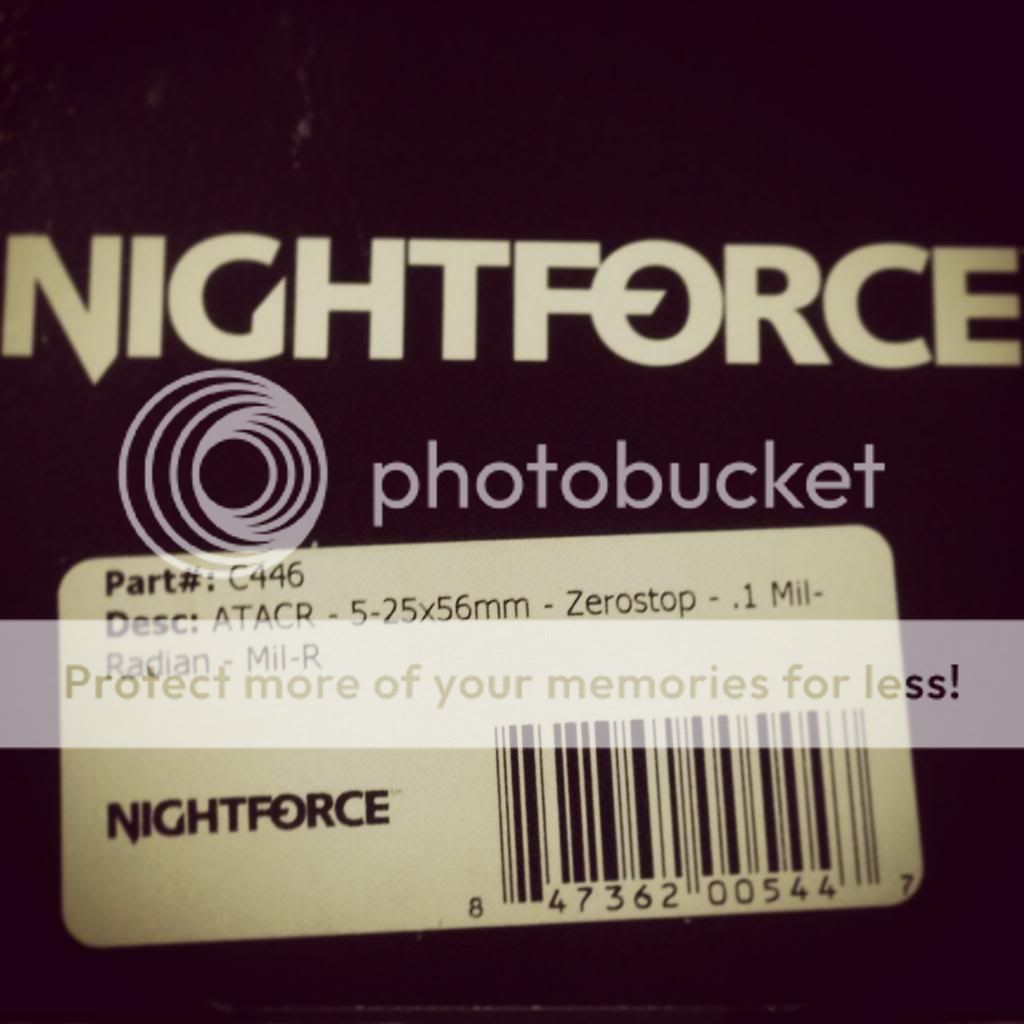 NIGHTFORCE
photobucket
Part#: C446
Desc: ATACR - 5-25x56mm - Zerostop - .1 Mil-
Radian - Mil-R
Protect more of your memories for less!
NIGHTFORCE™
8 47362 00544 7